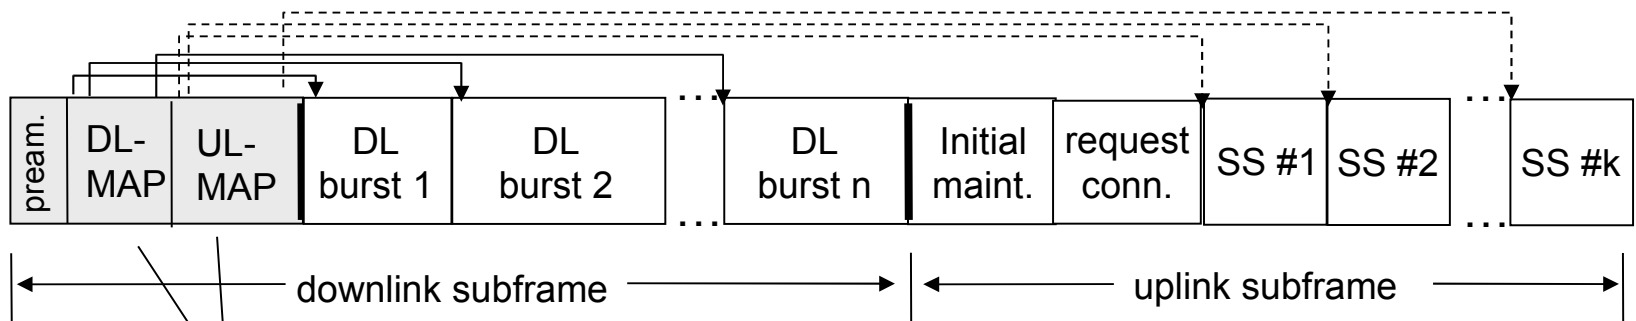 pream.
DL-
MAP
UL-
MAP
DL
burst 1
DL
burst 2
...
...
DL
burst n
Initial
maint.
request
conn.
SS #1
SS #2
...
...
SS #k
downlink subframe
uplink subframe